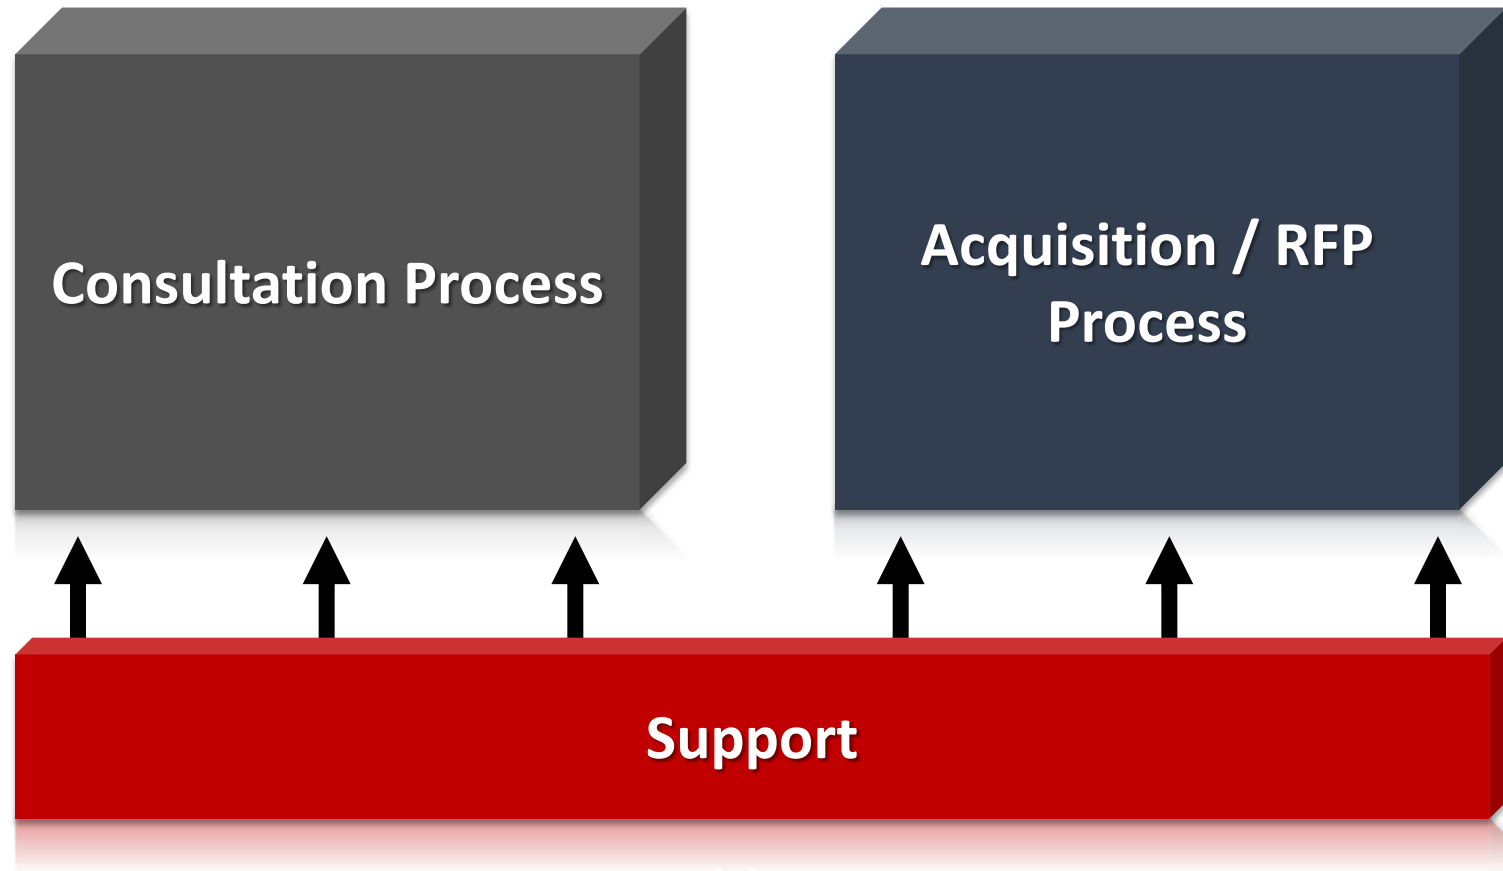 Consultation Process
Acquisition / RFP
Process
Support